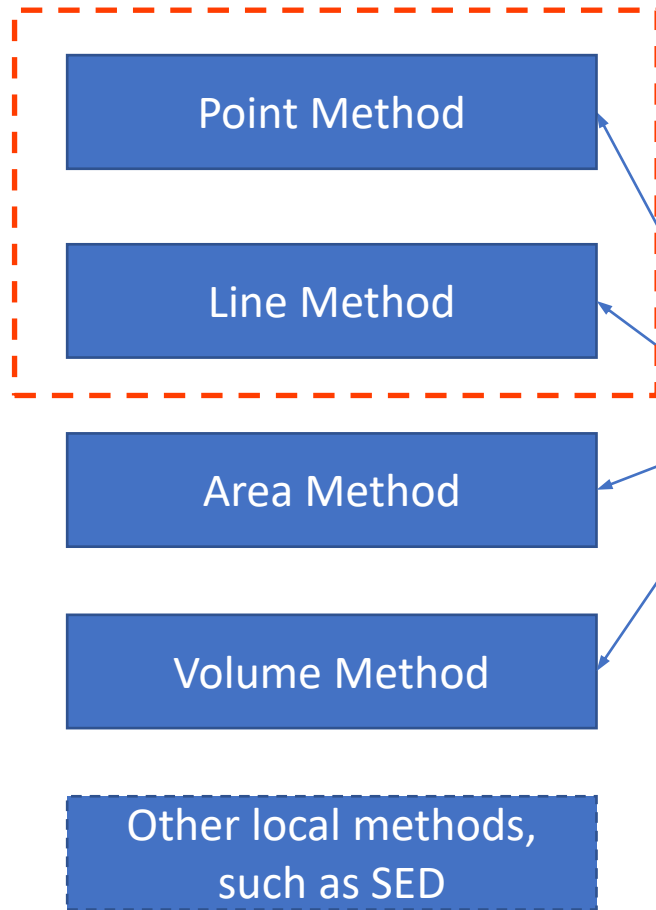 Point Method
Line Method
Area Method
Volume Method
Other local methods,
such as SED